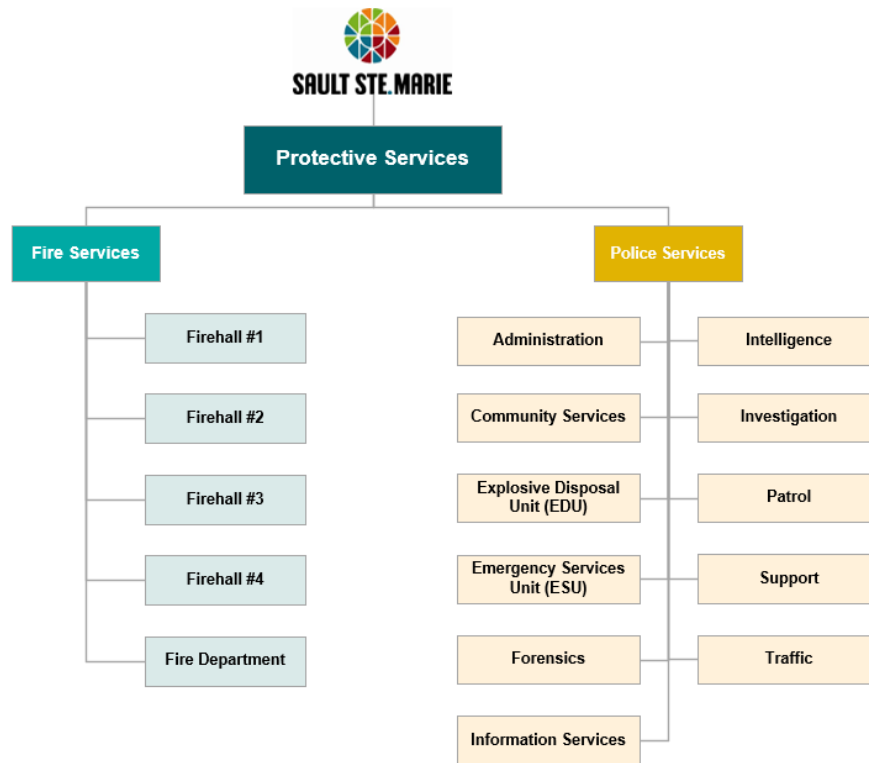 SAULT STE.MARIE
Protective Services
Fire Services
Police Services
Firehall #1
Firehall #2
Firehall #3
Firehall #4
Fire Department
Administration
Community Services
Explosive Disposal
Unit (EDU)
Emergency Services
Unit (ESU)
Forensics
Information Services
Intelligence
Investigation
Patrol
Support
Traffic